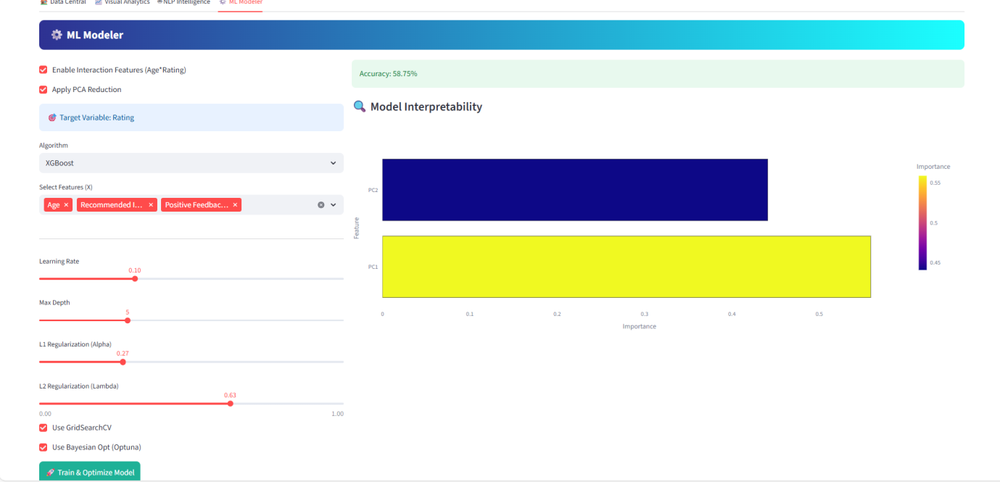 Data Central
Visual Analytics
NLP Intelligence
ML Modeler
ML Modeler
Enable Interaction Features (Age*Rating)
Apply PCA Reduction
Target Variable: Rating
Algorithm
XGBoost
Select Features (X)
Age ×
Recommended I... ×
Positive Feedbac... ×
Learning Rate
0.10
Max Depth
5
L1 Regularization (Alpha)
0.27
L2 Regularization (Lambda)
0.63
0.00
1.00
Use GridSearchCV
Use Bayesian Opt (Optuna)
Train & Optimize Model
Accuracy: 58.75%
Model Interpretability
PC2
PC1
Feature
0
0.1
0.2
0.3
0.4
0.5
Importance
Importance
0.55
0.5
0.45